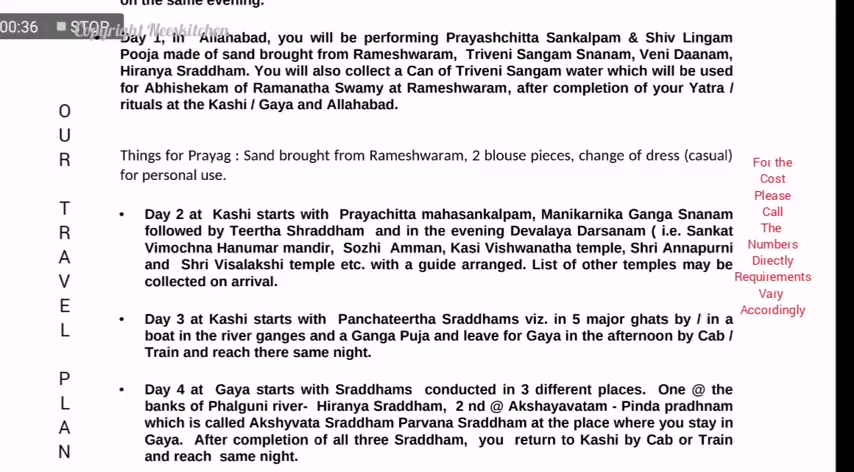 on the same evening.
00:36 STOP
Copyright Neeskitchen
Day 1, in Allahabad, you will be performing Prayashchitta Sankalpam & Shiv Lingam
Pooja made of sand brought from Rameshwaram, Triveni Sangam Snanam, Veni Daanam,
Hiranya Sraddham. You will also collect a Can of Triveni Sangam water which will be used
for Abhishekam of Ramanatha Swamy at Rameshwaram, after completion of your Yatra /
rituals at the Kashi / Gaya and Allahabad.
Things for Prayag : Sand brought from Rameshwaram, 2 blouse pieces, change of dress (casual)
for personal use.
• Day 2 at Kashi starts with Prayachitta mahasankalpam, Manikarnika Ganga Snanam
followed by Teertha Shraddham and in the evening Devalaya Darsanam ( i.e. Sankat
Vimochna Hanumar mandir, Sozhi Amman, Kasi Vishwanatha temple, Shri Annapurni
and Shri Visalakshi temple etc. with a guide arranged. List of other temples may be
collected on arrival.
• Day 3 at Kashi starts with Panchateertha Sraddhams viz. in 5 major ghats by / in a
boat in the river ganges and a Ganga Puja and leave for Gaya in the afternoon by Cab /
Train and reach there same night.
• Day 4 at Gaya starts with Sraddhams conducted in 3 different places. One @ the
banks of Phalguni river- Hiranya Sraddham, 2 nd @ Akshayavatam - Pinda pradhnam
which is called Akshyvata Sraddham Parvana Sraddham at the place where you stay in
Gaya. After completion of all three Sraddham, you return to Kashi by Cab or Train
and reach same night.
O
U
R
T
R
A
V
E
L
P
L
A
N
For the
Cost
Please
Call
The
Numbers
Directly
Requirements
Vary
Accordingly